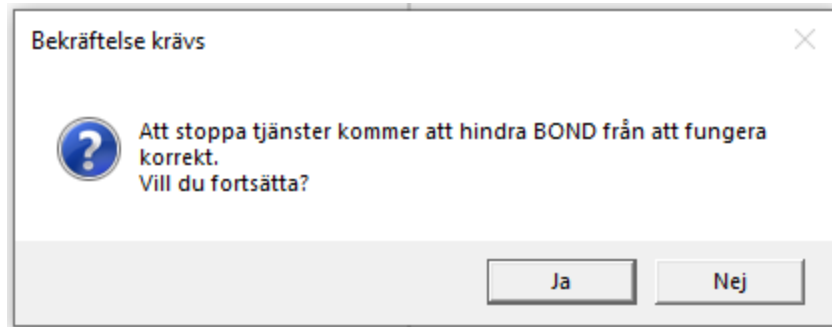 Bekräftelse krävs
Att stoppa tjänster kommer att hindra BOND från att fungera
korrekt.
Vill du fortsätta?
Ja
Nej